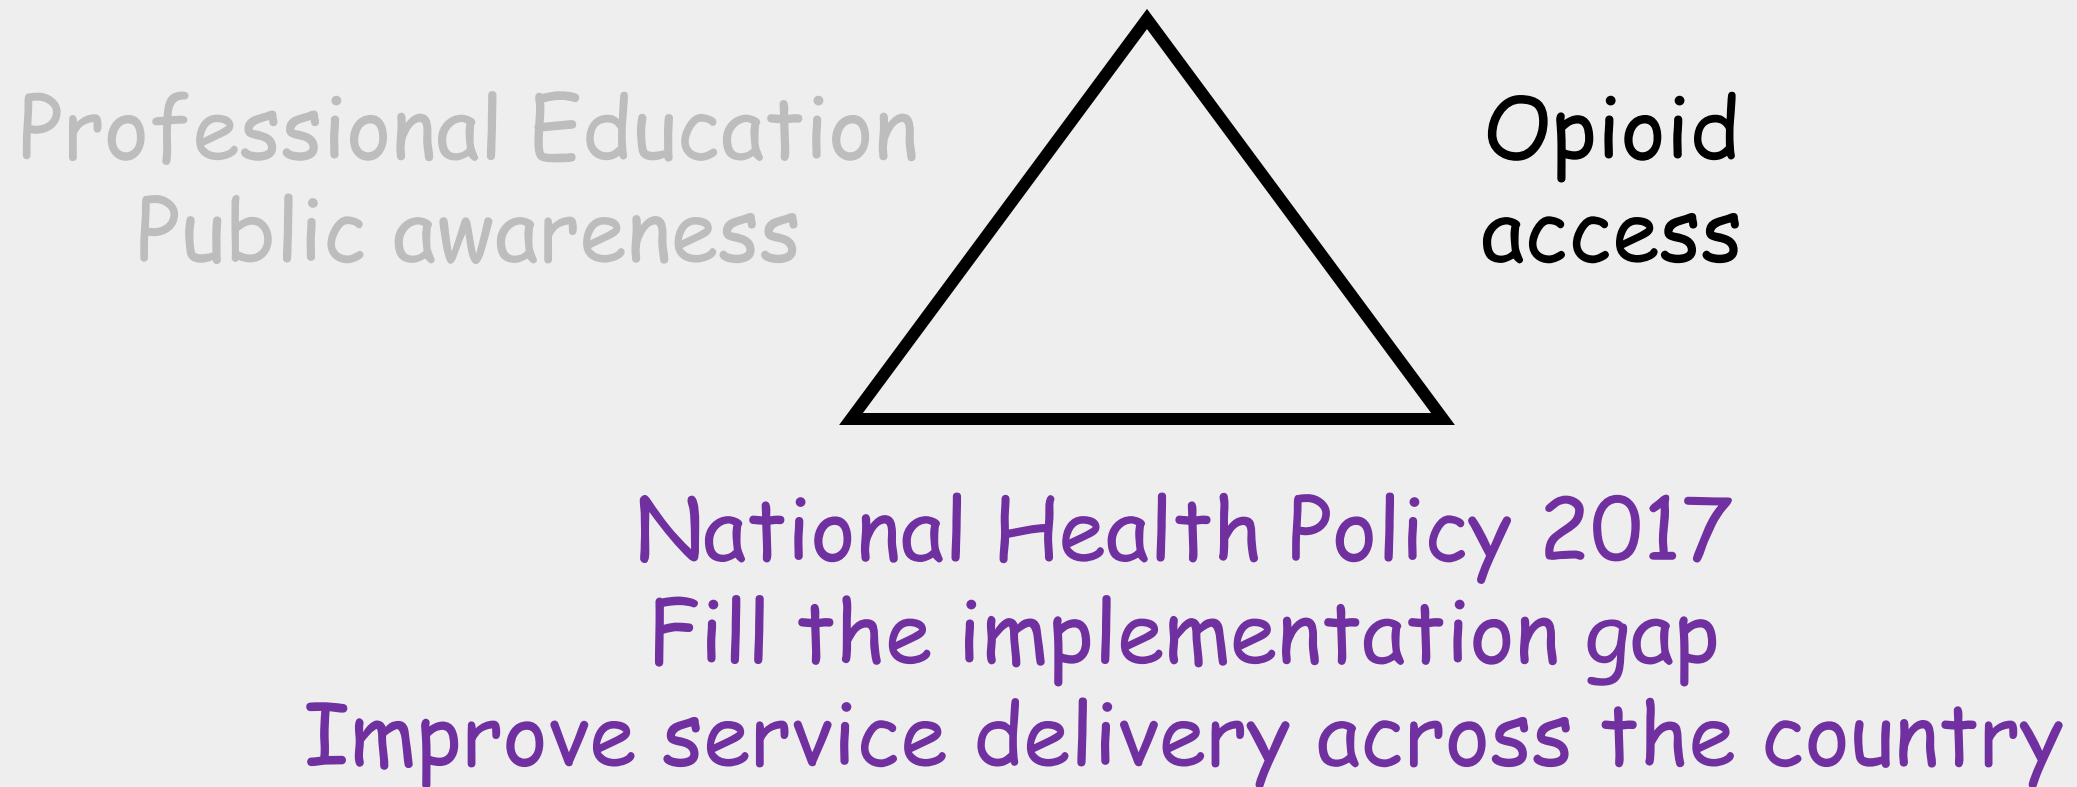 Professional Education
Public awareness
Opioid
access
National Health Policy 2017
Fill the implementation gap
Improve service delivery across the country